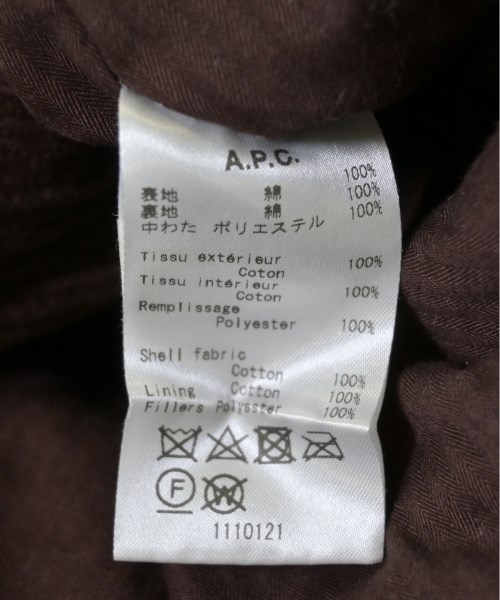 A.P.C.
表地 綿 100%
裏地 綿 100%
中わた ポリエステル 100%
Tissu extérieur
Coton 100%
Tissu intérieur
Coton 100%
Remplissage
Polyester 100%
Shell fabric
Cotton 100%
Lining Cotton 100%
Fillers Polyester 100%
F W
1110121